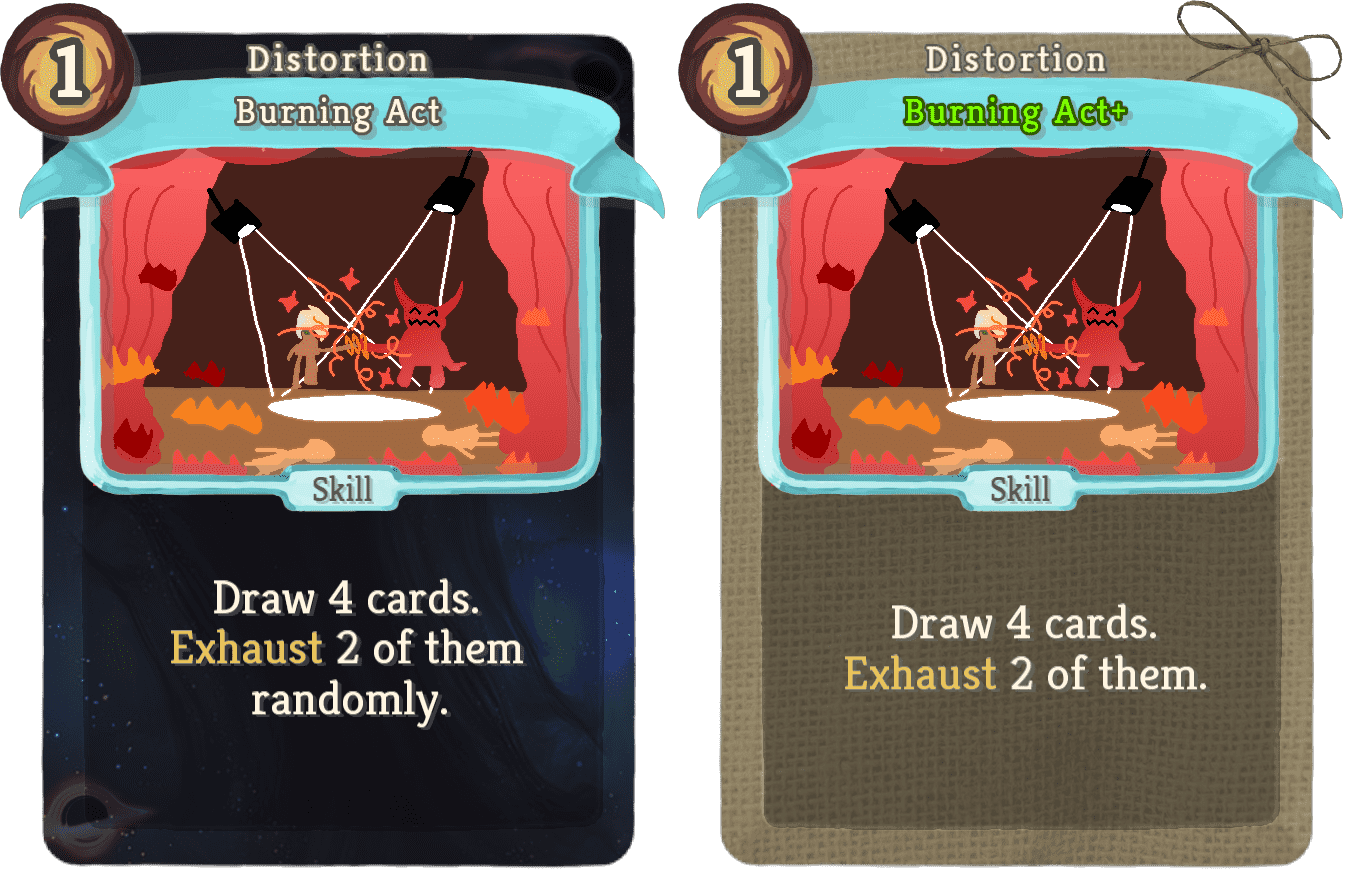 1
Distortion
Burning Act
Skill
Draw 4 cards.
Exhaust 2 of them
randomly.
1
Distortion
Burning Act+
Skill
Draw 4 cards.
Exhaust 2 of them.